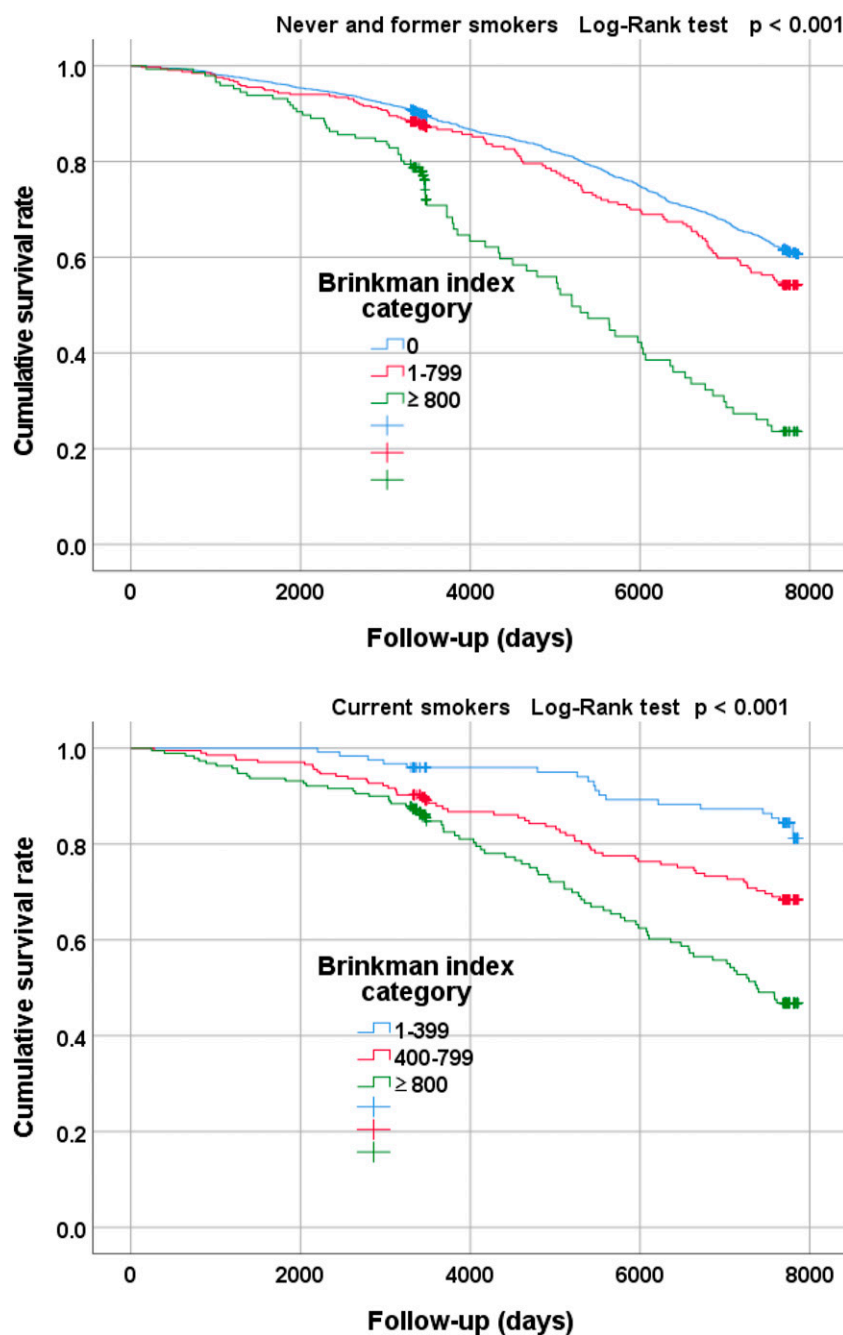 Never and former smokers Log-Rank test p < 0.001
1.0
0.8
0.6
0.4
0.2
0.0
Cumulative survival rate
Brinkman index
category
0
1-799
≥ 800
0 2000 4000 6000 8000
Follow-up (days)
Current smokers Log-Rank test p < 0.001
1.0
0.8
0.6
0.4
0.2
0.0
Cumulative survival rate
Brinkman index
category
1-399
400-799
≥ 800
0 2000 4000 6000 8000
Follow-up (days)